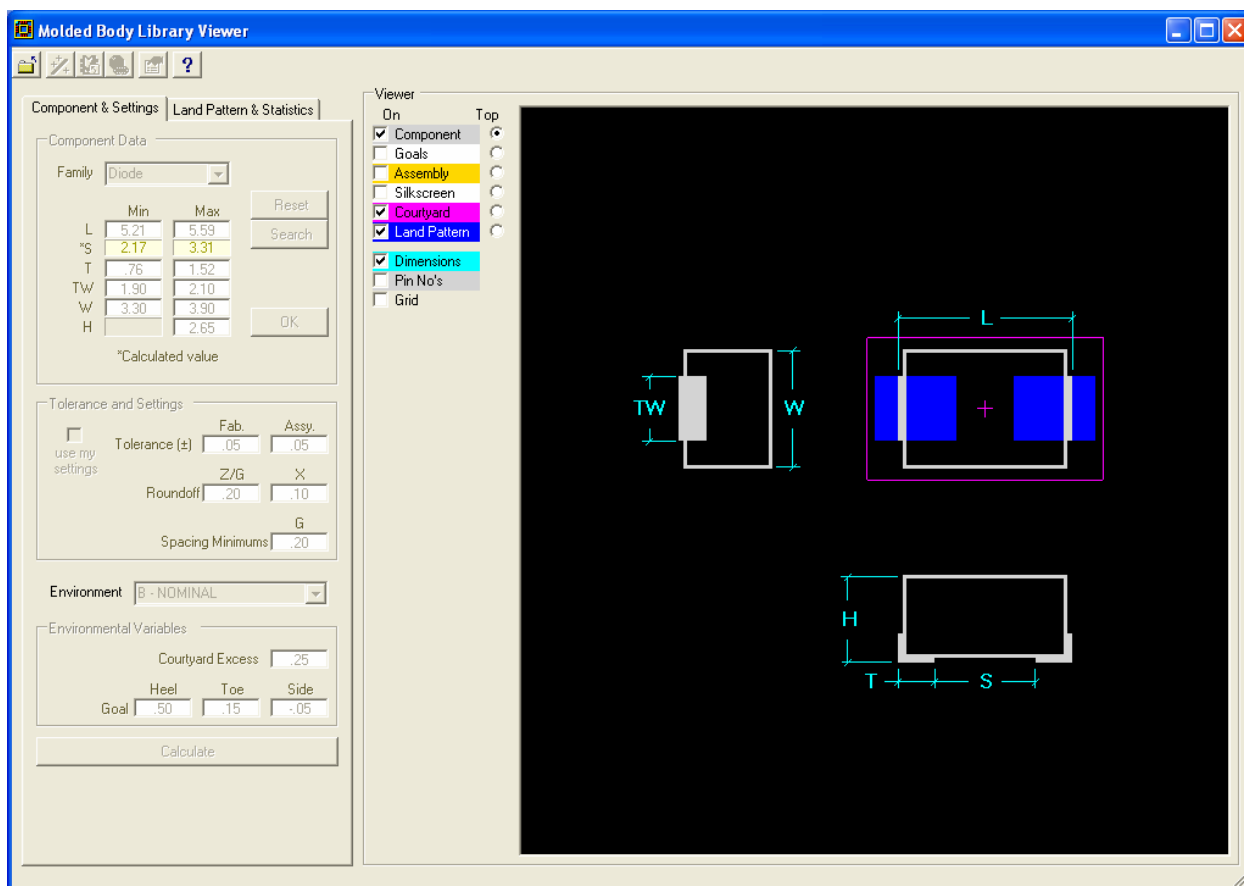 Molded Body Library Viewer
?
Component & Settings Land Pattern & Statistics
Component Data
Family Diode
Min Max
Reset
L 5.21 5.59
Search
*S 2.17 3.31
T .76 1.52
TW 1.90 2.10
W 3.30 3.90
OK
H 2.65
*Calculated value
Tolerance and Settings
Fab. Assy.
use my settings
Tolerance (±) .05 .05
Z/G X
Roundoff .20 .10
G
Spacing Minimums .20
Environment B - NOMINAL
Environmental Variables
Courtyard Excess .25
Heel Toe Side
Goal .50 .15 -.05
Calculate
Viewer
On Top
Component
Goals
Assembly
Silkscreen
Courtyard
Land Pattern
Dimensions
Pin No's
Grid
L
TW W
H
T S